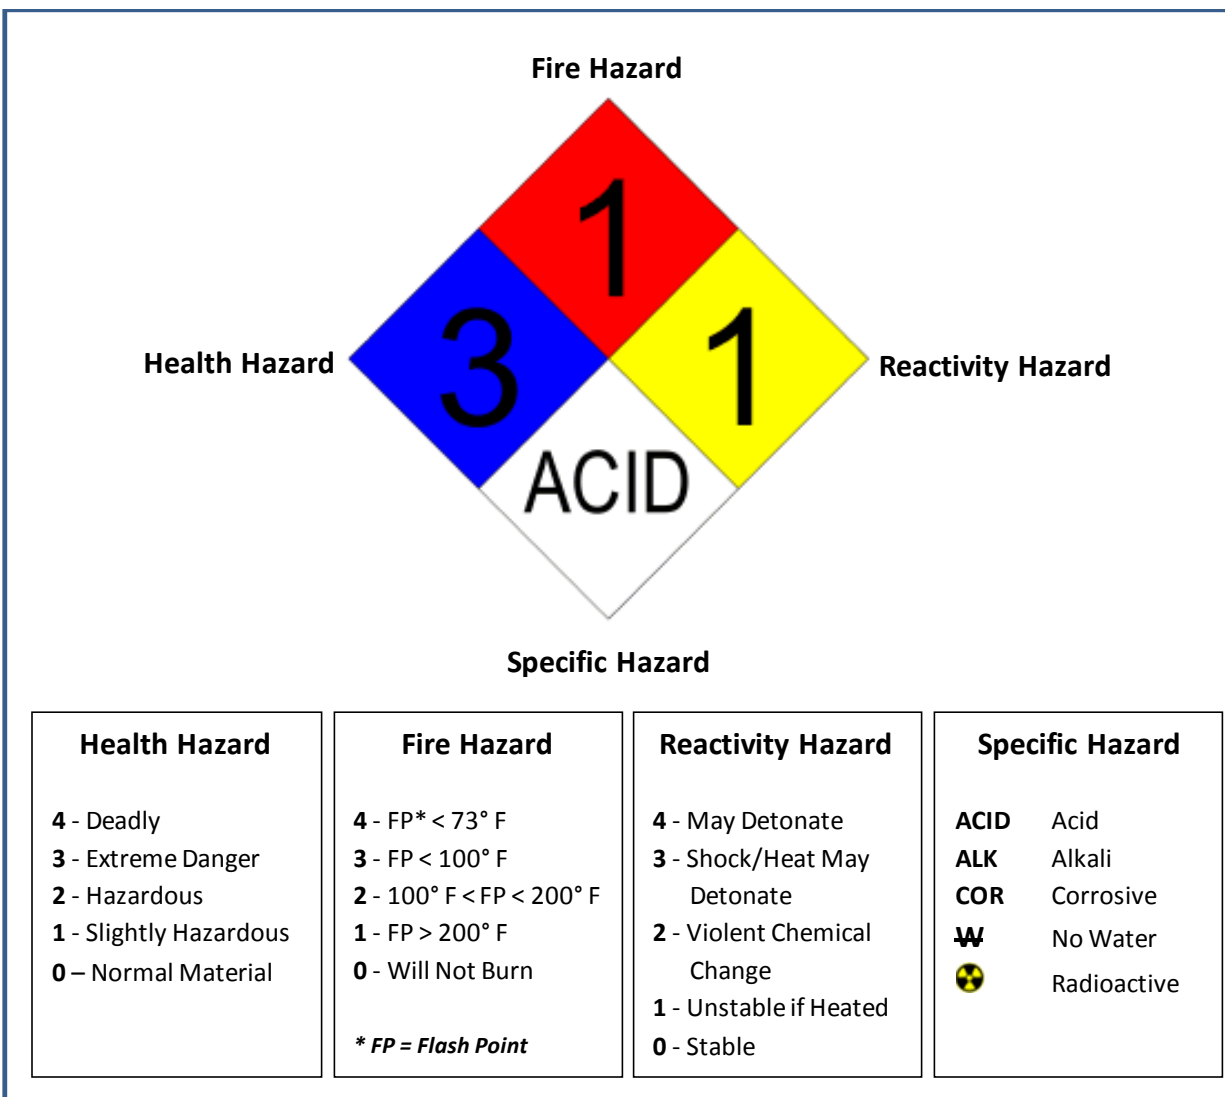 Fire Hazard
1
3
1
Health Hazard
Reactivity Hazard
ACID
Specific Hazard
Health Hazard
4 - Deadly
3 - Extreme Danger
2 - Hazardous
1 - Slightly Hazardous
0 – Normal Material
Fire Hazard
4 - FP* < 73° F
3 - FP < 100° F
2 - 100° F < FP < 200° F
1 - FP > 200° F
0 - Will Not Burn
* FP = Flash Point
Reactivity Hazard
4 - May Detonate
3 - Shock/Heat May
Detonate
2 - Violent Chemical
Change
1 - Unstable if Heated
0 - Stable
Specific Hazard
ACID Acid
ALK Alkali
COR Corrosive
W No Water
Radioactive